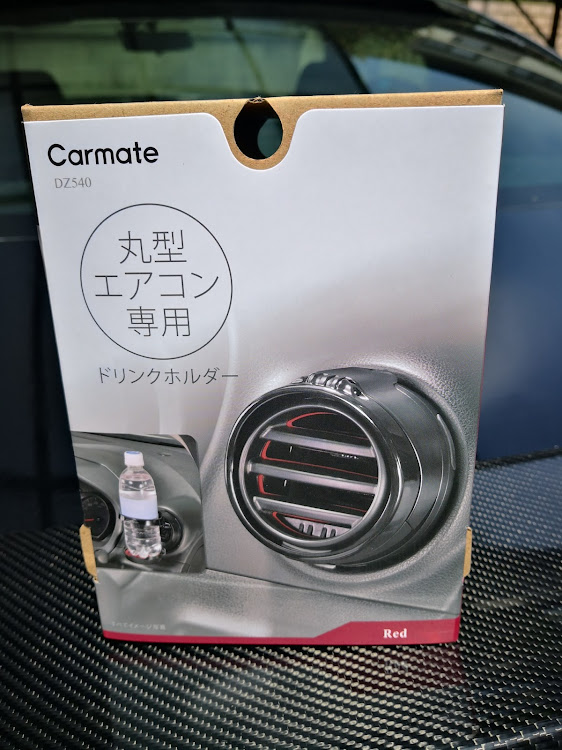 Carmate
DZ540
丸型
エアコン
専用
ドリンクホルダー
Red